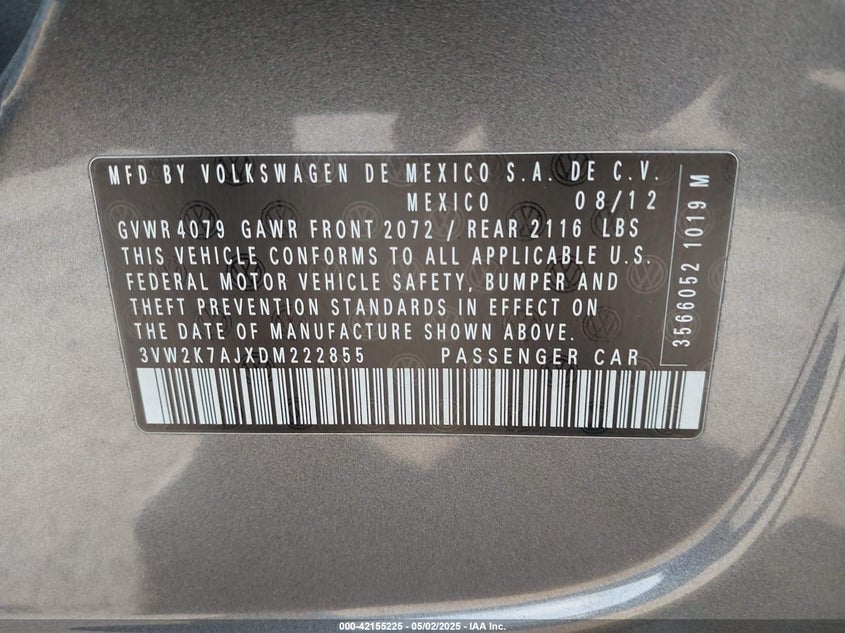 MFD BY VOLKSWAGEN DE MEXICO S.A. DE C.V.
MEXICO 08/12
GVWR 4079 GAWR FRONT 2072 / REAR 2116 LBS
THIS VEHICLE CONFORMS TO ALL APPLICABLE U.S.
FEDERAL MOTOR VEHICLE SAFETY, BUMPER AND
THEFT PREVENTION STANDARDS IN EFFECT ON
THE DATE OF MANUFACTURE SHOWN ABOVE.
3VW2K7AJXDM222855 PASSENGER CAR
3566052 1019 M
000-42155225 - 05/02/2025 - IAA Inc.